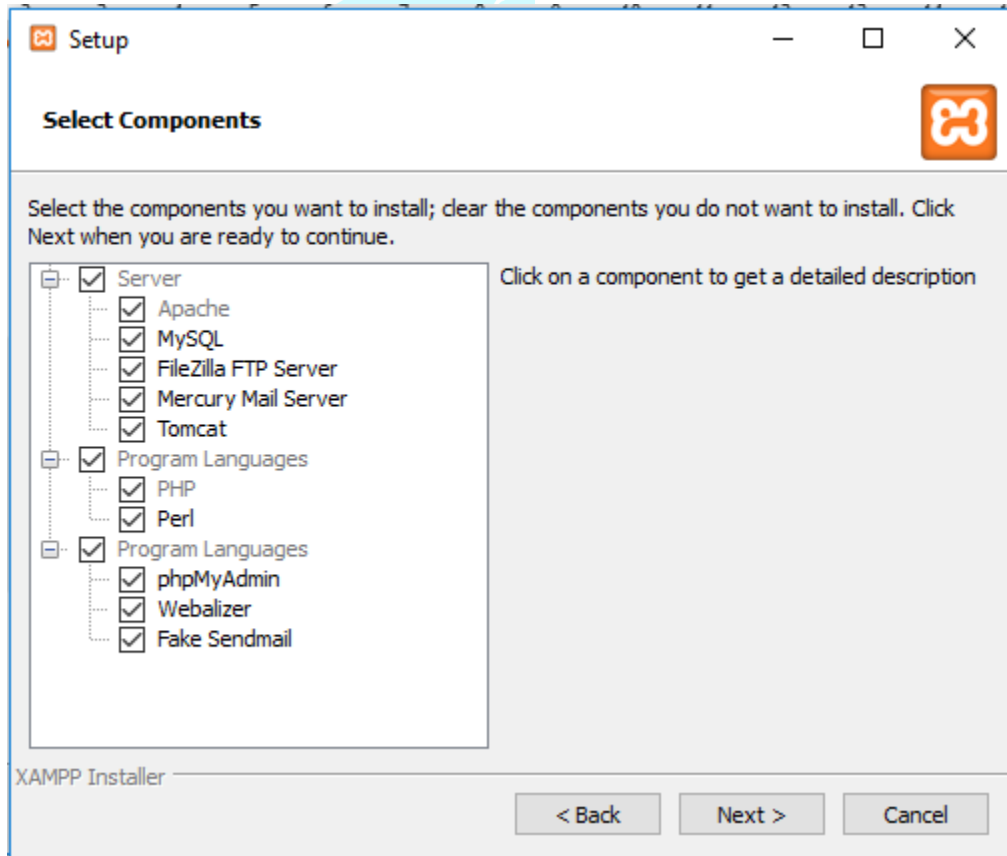 Setup
Select Components
Select the components you want to install; clear the components you do not want to install. Click
Next when you are ready to continue.
Server
Apache
MySQL
FileZilla FTP Server
Mercury Mail Server
Tomcat
Program Languages
PHP
Perl
Program Languages
phpMyAdmin
Webalizer
Fake Sendmail
Click on a component to get a detailed description
XAMPP Installer
< Back
Next >
Cancel